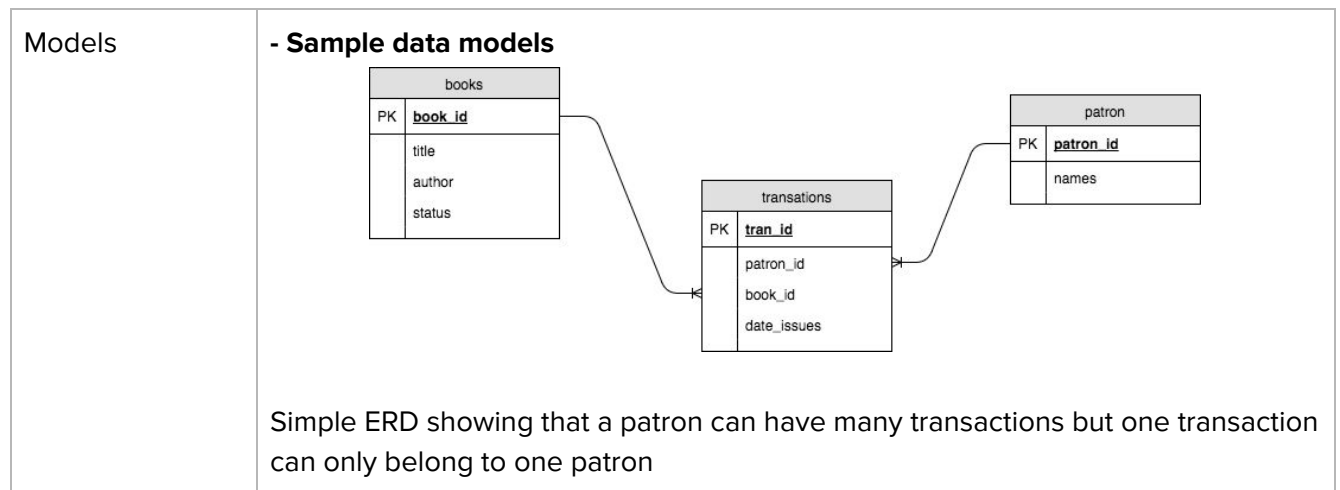 Models
- Sample data models
books
PK book_id
title
author
status
patron
PK patron_id
names
transations
PK tran_id
patron_id
book_id
date_issues
Simple ERD showing that a patron can have many transactions but one transaction
can only belong to one patron